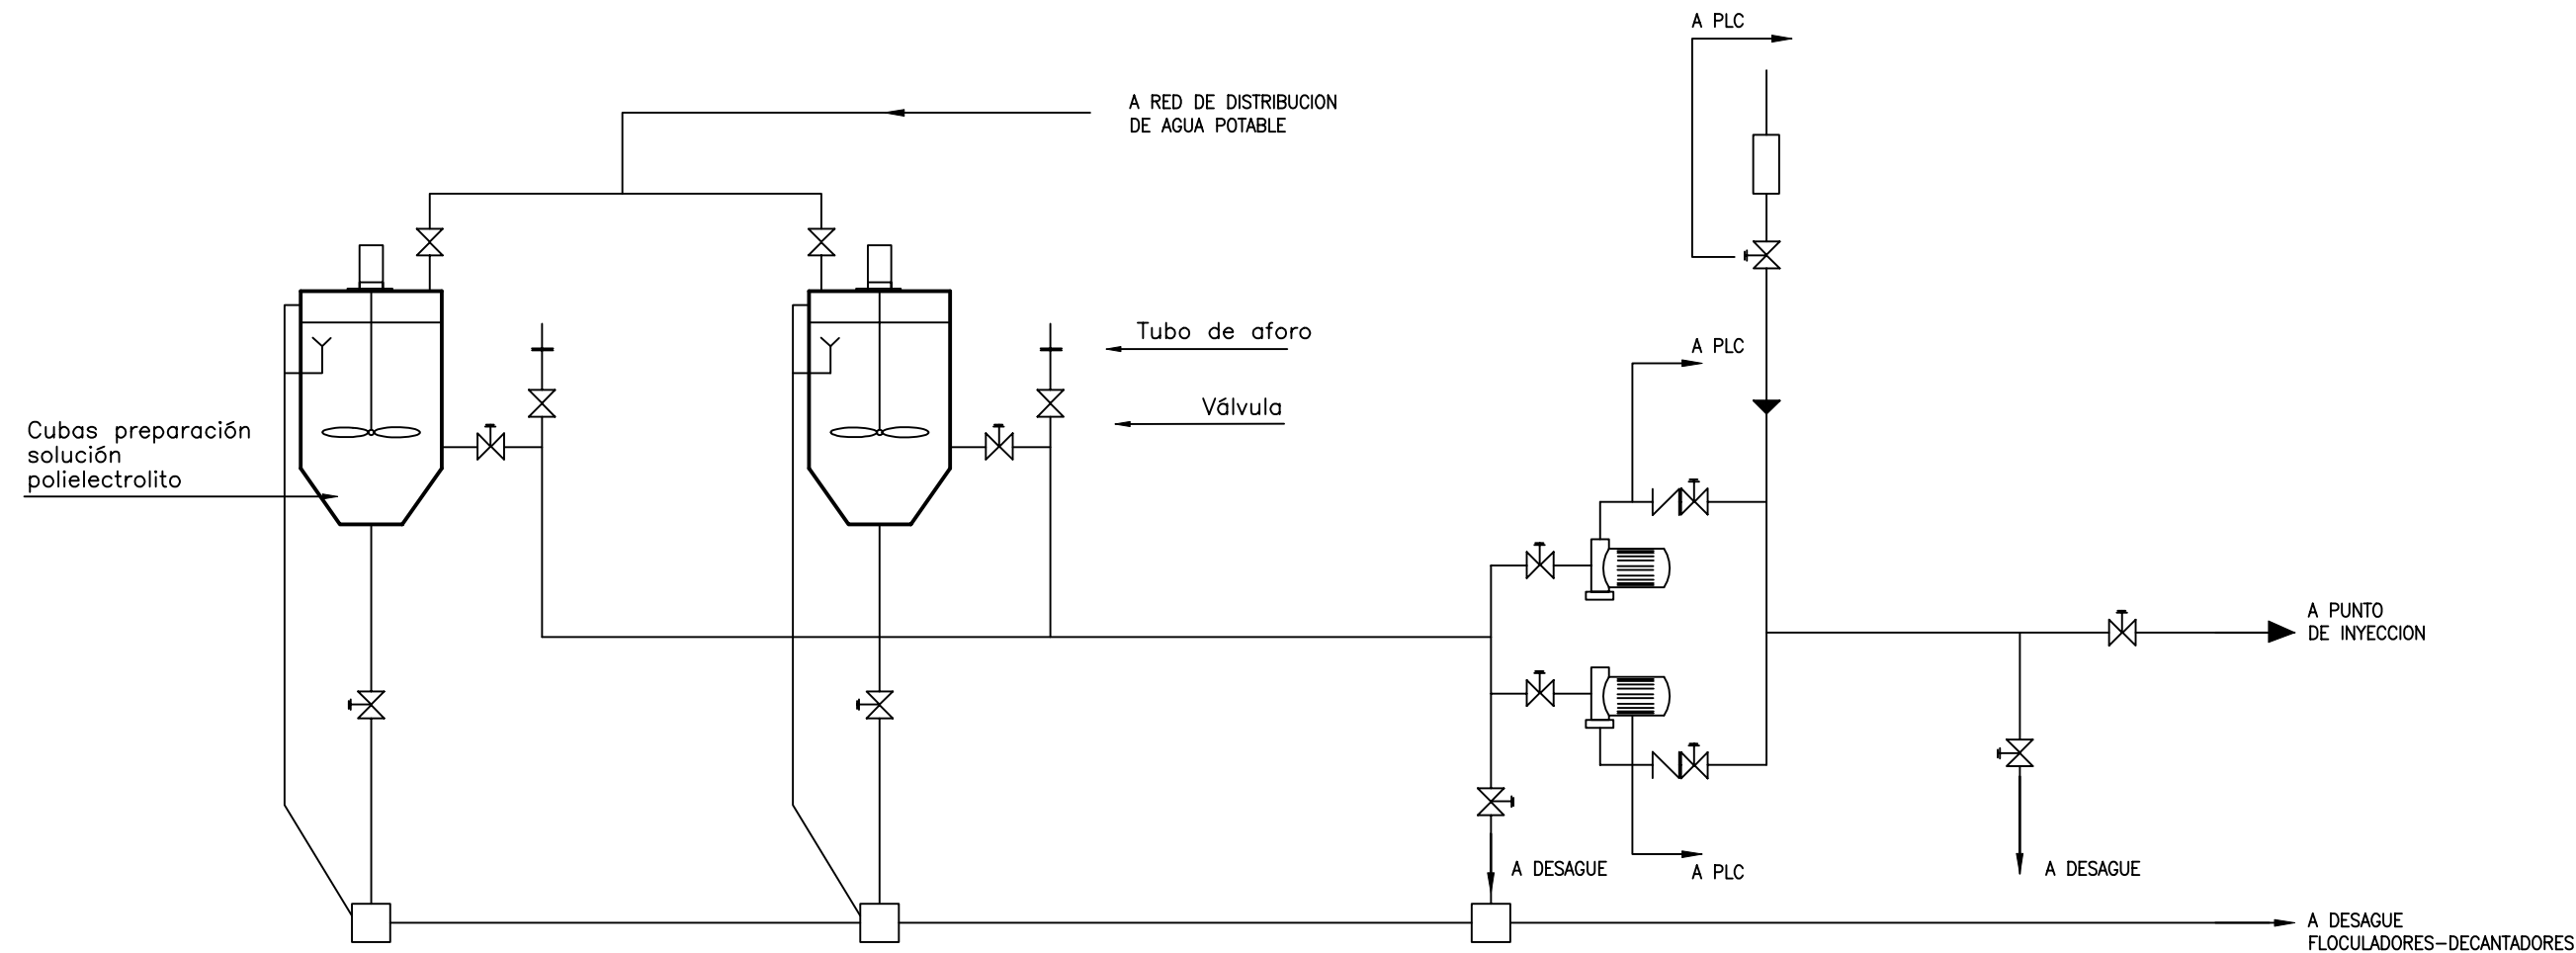 A PLC
A RED DE DISTRIBUCION
DE AGUA POTABLE
Tubo de aforo
A PLC
Válvula
Cubas preparación
solución
polielectrolito
A PUNTO
DE INYECCION
A DESAGUE
A PLC
A DESAGUE
A DESAGUE
FLOCULADORES-DECANTADORES